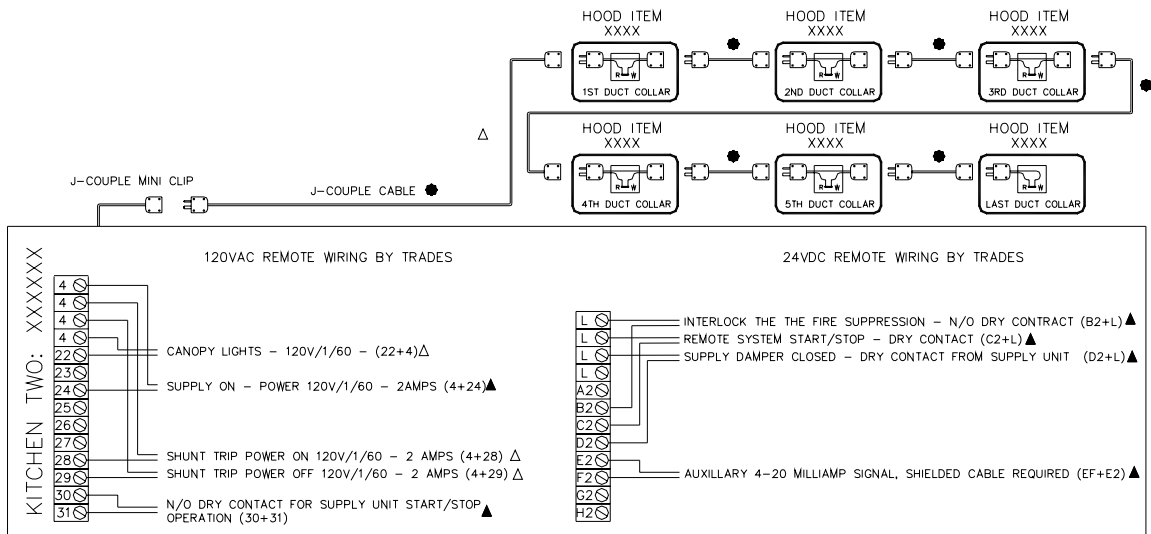 HOOD ITEM
XXXX
HOOD ITEM
XXXX
HOOD ITEM
XXXX
R W
R W
R W
1ST DUCT COLLAR
2ND DUCT COLLAR
3RD DUCT COLLAR
HOOD ITEM
XXXX
HOOD ITEM
XXXX
HOOD ITEM
XXXX
R W
R W
R W
4TH DUCT COLLAR
5TH DUCT COLLAR
LAST DUCT COLLAR
J-COUPLE MINI CLIP
J-COUPLE CABLE
KITCHEN TWO: XXXXXX
120VAC REMOTE WIRING BY TRADES
4
4
4
4
22
23
24
25
26
27
28
29
30
31
CANOPY LIGHTS - 120V/1/60 - (22+4)
SUPPLY ON - POWER 120V/1/60 - 2AMPS (4+24)
SHUNT TRIP POWER ON 120V/1/60 - 2 AMPS (4+28)
SHUNT TRIP POWER OFF 120V/1/60 - 2 AMPS (4+29)
N/O DRY CONTACT FOR SUPPLY UNIT START/STOP
OPERATION (30+31)
24VDC REMOTE WIRING BY TRADES
L
L
L
L
A2
B2
C2
D2
E2
F2
G2
H2
INTERLOCK THE THE FIRE SUPPRESSION - N/O DRY CONTRACT (B2+L)
REMOTE SYSTEM START/STOP - DRY CONTACT (C2+L)
SUPPLY DAMPER CLOSED - DRY CONTACT FROM SUPPLY UNIT (D2+L)
AUXILLARY 4-20 MILLIAMP SIGNAL, SHIELDED CABLE REQUIRED (EF+E2)